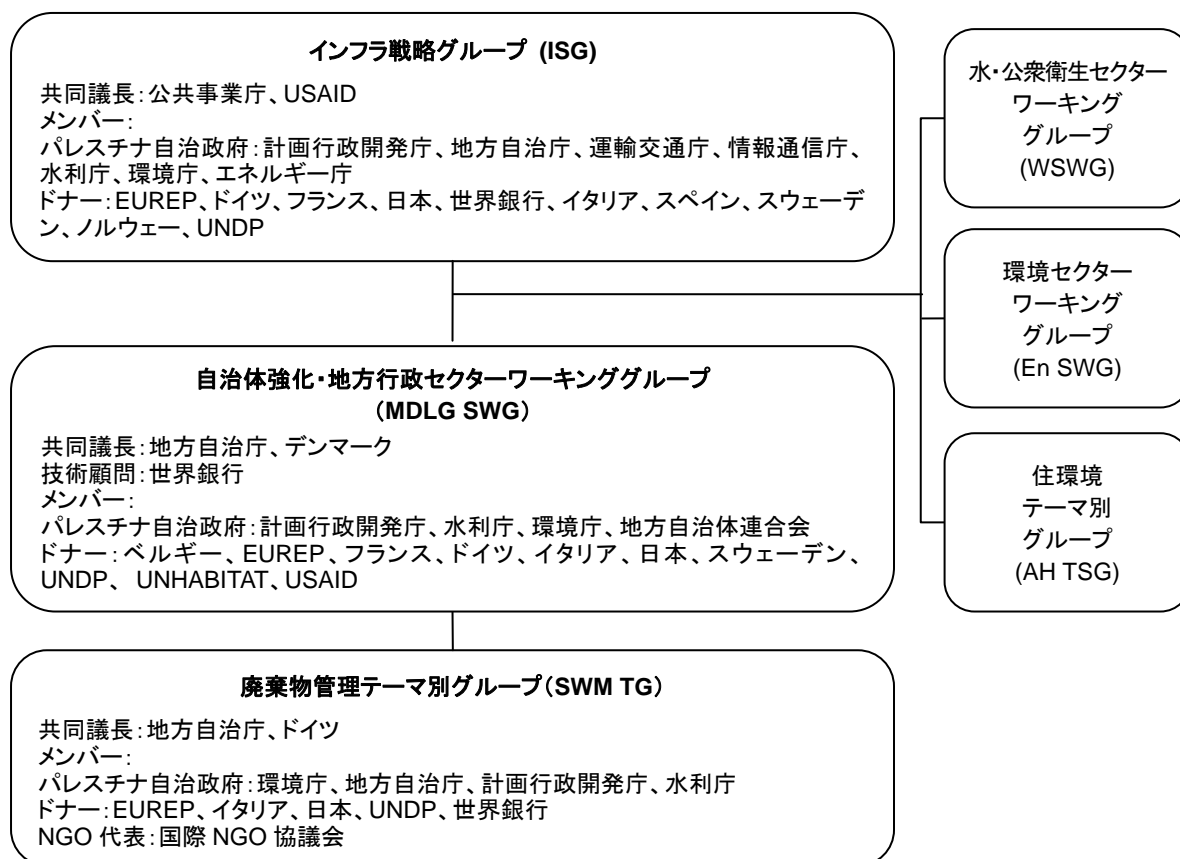 インフラ戦略グループ (ISG)
共同議長：公共事業庁、USAID
メンバー：
パレスチナ自治政府：計画行政開発庁、地方自治庁、運輸交通庁、情報通信庁、
水利庁、環境庁、エネルギー庁
ドナー：EUREP、ドイツ、フランス、日本、世界銀行、イタリア、スペイン、スウェーデ
ン、ノルウェー、UNDP
水・公衆衛生セクター
ワーキング
グループ
(WSWG)
環境セクター
ワーキング
グループ
(En SWG)
自治体強化・地方行政セクターワーキンググループ
（MDLG SWG）
共同議長：地方自治庁、デンマーク
技術顧問：世界銀行
メンバー：
パレスチナ自治政府：計画行政開発庁、水利庁、環境庁、地方自治体連合会
ドナー：ベルギー、EUREP、フランス、ドイツ、イタリア、日本、スウェーデン、
UNDP、 UNHABITAT、USAID
住環境
テーマ別
グループ
(AH TSG)
廃棄物管理テーマ別グループ（SWM TG）
共同議長：地方自治庁、ドイツ
メンバー：
パレスチナ自治政府：環境庁、地方自治庁、計画行政開発庁、水利庁
ドナー：EUREP、イタリア、日本、UNDP、世界銀行
NGO 代表：国際 NGO 協議会